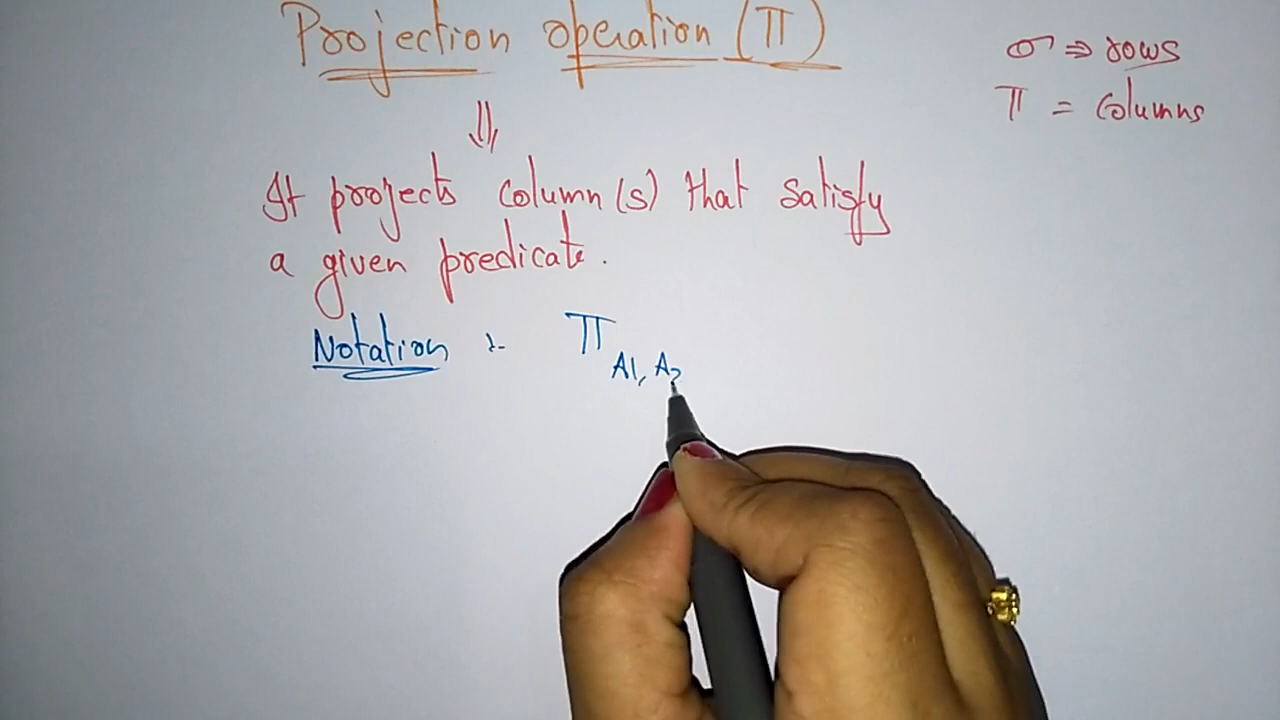 Projection operation (π)
σ ⇒ rows
π = Columns
⇓
It projects column(s) that satisfy
a given predicate.
Notation :- π A1, A2